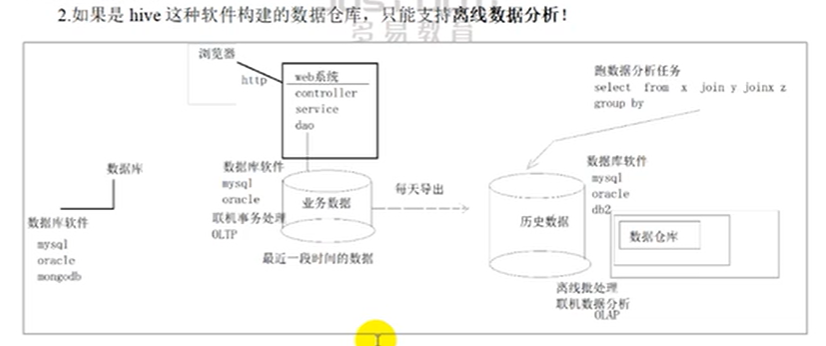 2.如果是 hive 这种软件构建的数据仓库，只能支持离线数据分析！
多易教育
浏览器
http
web系统
controller
service
dao
跑数据分析任务
select from x join y joinx z
group by
数据库
数据库软件
mysql
oracle
mongodb
数据库软件
mysql
oracle
联机事务处理
OLTP
业务数据
最近一段时间的数据
每天导出
历史数据
数据库软件
mysql
oracle
db2
数据仓库
离线批处理
联机数据分析
OLAP